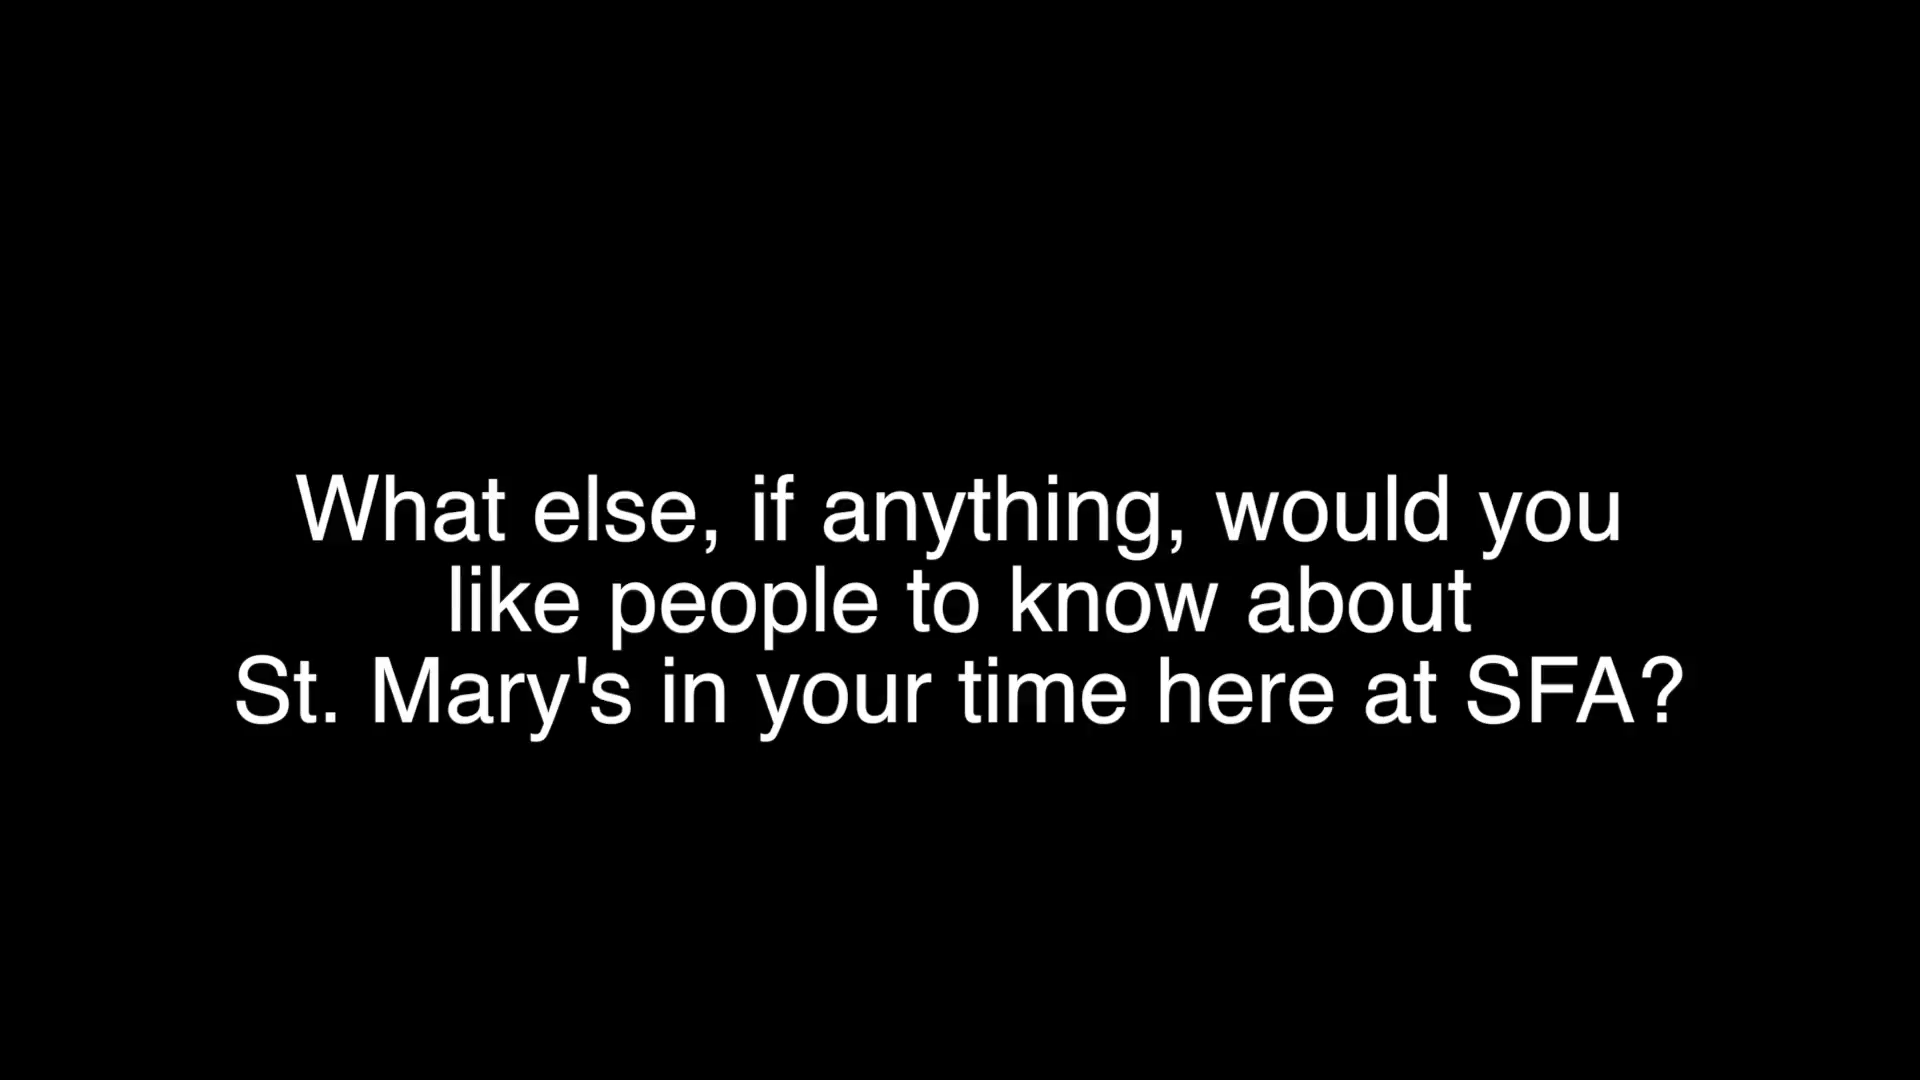 What else, if anything, would you
like people to know about
St. Mary's in your time here at SFA?